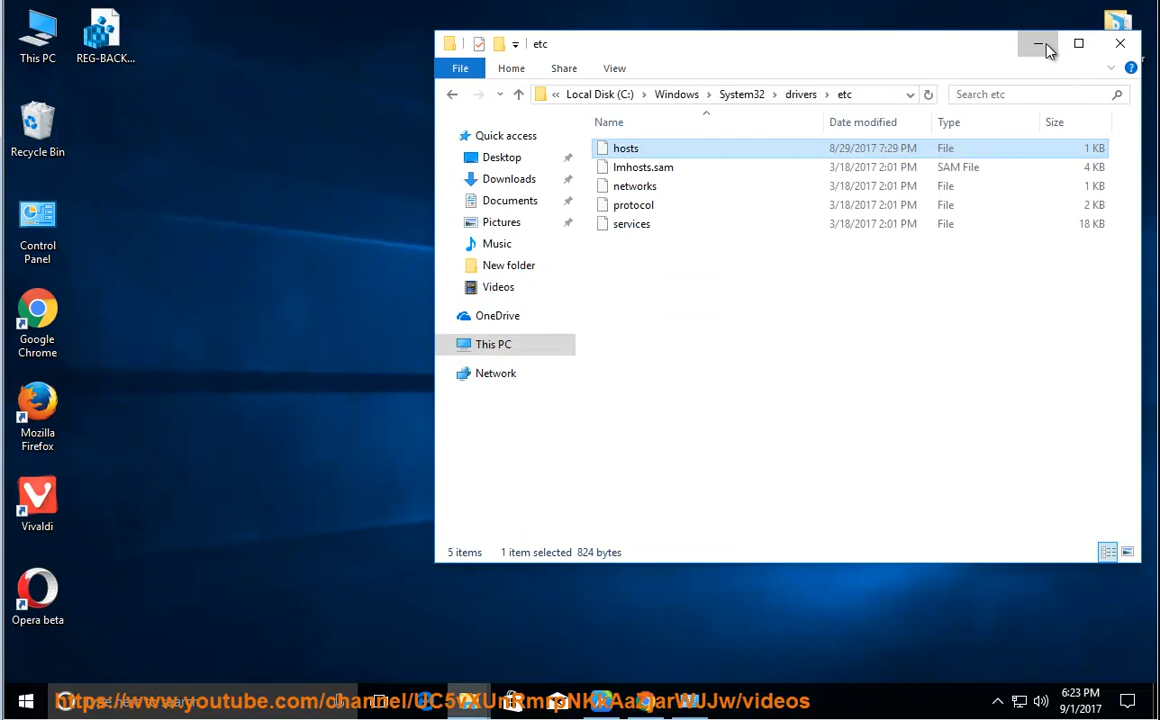 This PC
REG-BACK...
Recycle Bin
Control
Panel
Google
Chrome
Mozilla
Firefox
Vivaldi
Opera beta
etc
File
Home
Share
View
« Local Disk (C:) > Windows > System32 > drivers > etc
Search etc
Name
Date modified
Type
Size
hosts 8/29/2017 7:29 PM File 1 KB
lmhosts.sam 3/18/2017 2:01 PM SAM File 4 KB
networks 3/18/2017 2:01 PM File 1 KB
protocol 3/18/2017 2:01 PM File 2 KB
services 3/18/2017 2:01 PM File 18 KB
Quick access
Desktop
Downloads
Documents
Pictures
Music
New folder
Videos
OneDrive
This PC
Network
5 items 1 item selected 824 bytes
6:23 PM
9/1/2017